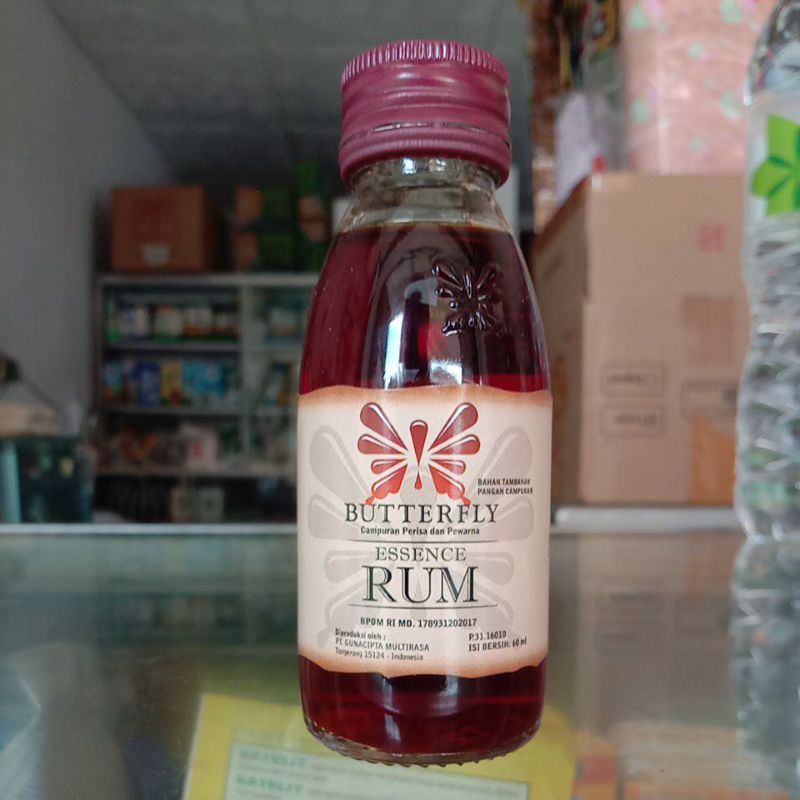 BAHAN TAMBAHAN
PANGAN CAMPURAN
BUTTERFLY
Campuran Perisa dan Pewarna
ESSENCE
RUM
BPOM RI MD. 178931202017
Diproduksi oleh :
PT. GUNACIPTA MULTIRASA
Tangerang 15124 - Indonesia
P.31.16010
ISI BERSIH: 60 ml